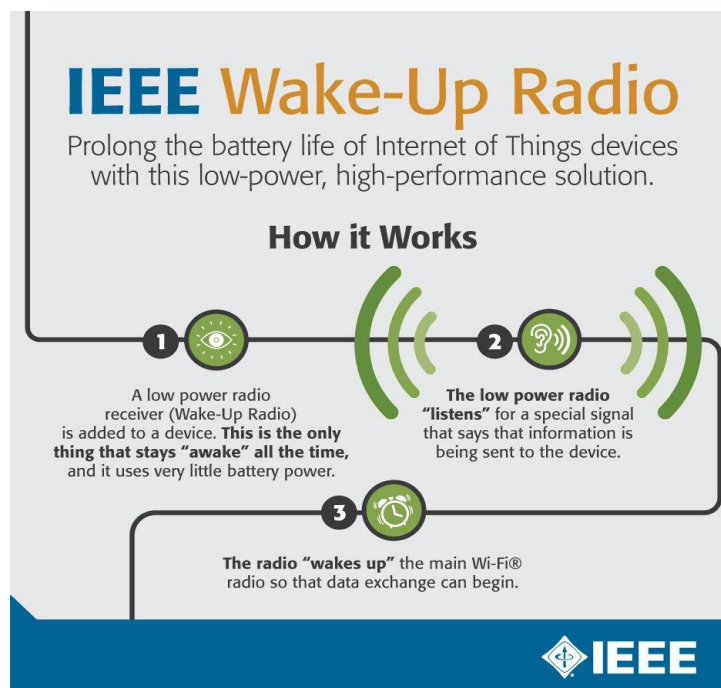 IEEE Wake-Up Radio
Prolong the battery life of Internet of Things devices
with this low-power, high-performance solution.
How it Works
1
A low power radio
receiver (Wake-Up Radio)
is added to a device. This is the only
thing that stays “awake” all the time,
and it uses very little battery power.
2
The low power radio
“listens” for a special signal
that says that information is
being sent to the device.
3
The radio “wakes up” the main Wi-Fi®
radio so that data exchange can begin.
IEEE